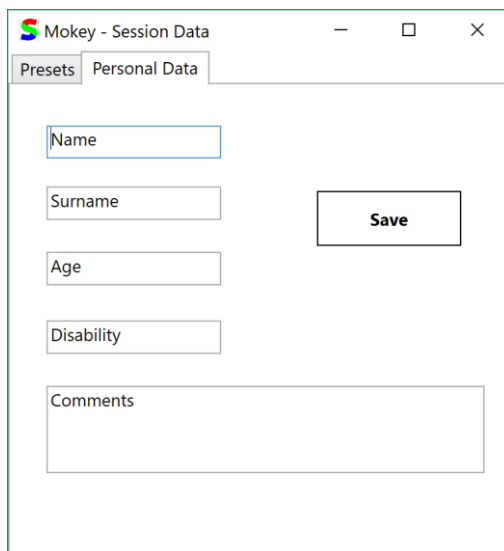 Mokey - Session Data
Presets Personal Data
Name
Surname
Save
Age
Disability
Comments